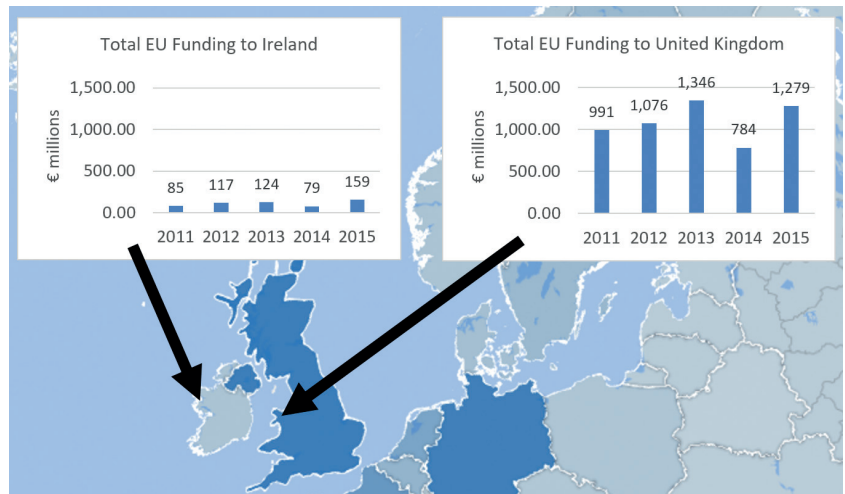 Total EU Funding to Ireland
€ millions
1,500.00
1,000.00
500.00
0.00
85 117 124 79 159
2011 2012 2013 2014 2015
Total EU Funding to United Kingdom
€ millions
1,500.00
1,000.00
500.00
0.00
991 1,076 1,346 784 1,279
2011 2012 2013 2014 2015